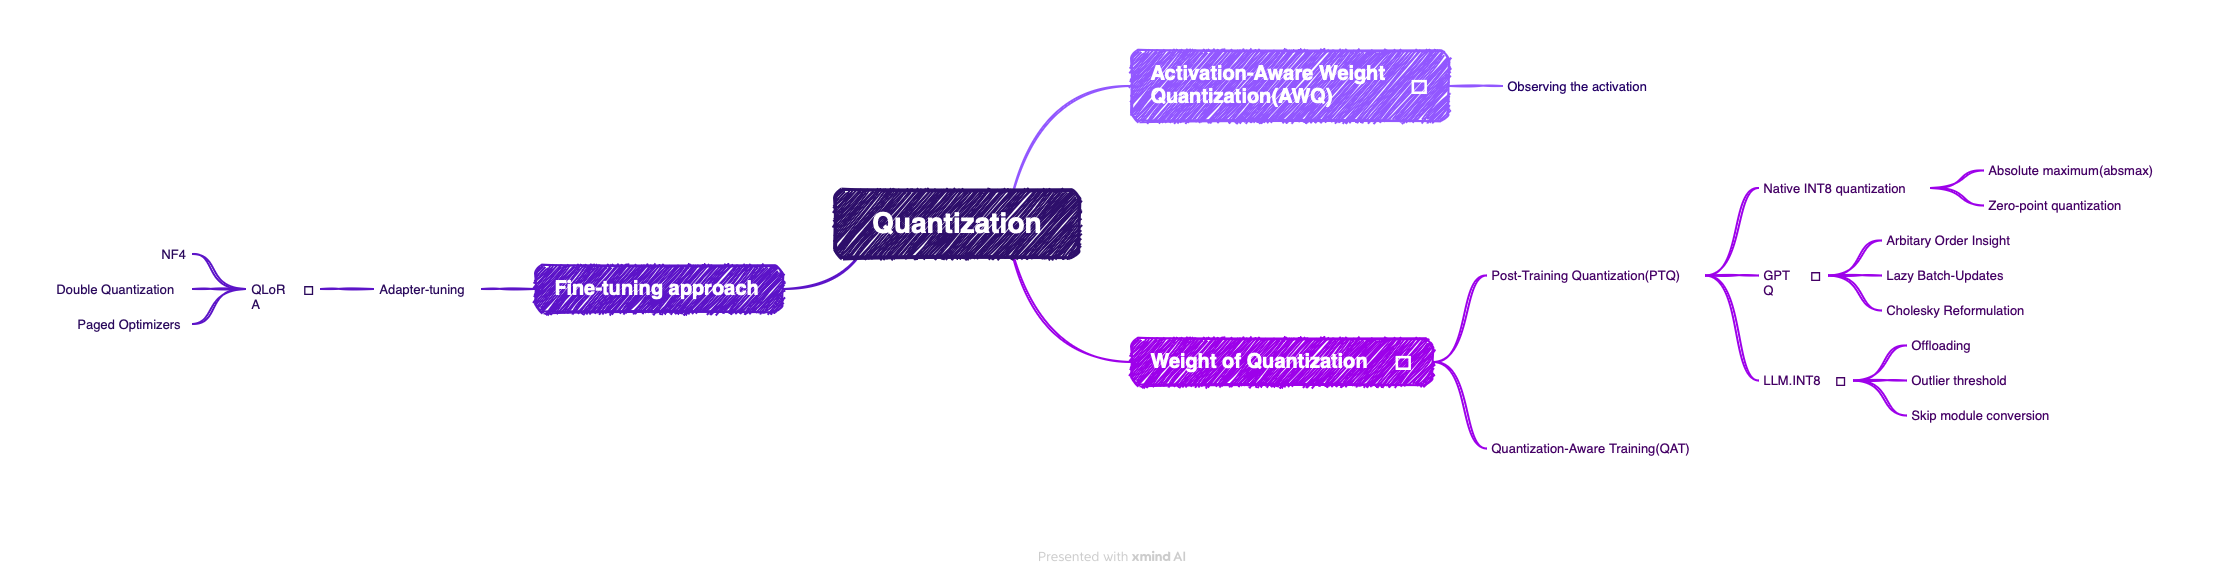 Activation-Aware Weight
Quantization(AWQ)
Observing the activation
Absolute maximum(absmax)
Native INT8 quantization
Zero-point quantization
Quantization
Arbitary Order Insight
NF4
Post-Training Quantization(PTQ)
GPT
Q
Lazy Batch-Updates
Double Quantization
QLoR
A
Adapter-tuning
Fine-tuning approach
Cholesky Reformulation
Paged Optimizers
Offloading
Weight of Quantization
LLM.INT8
Outlier threshold
Skip module conversion
Quantization-Aware Training(QAT)
Presented with xmind AI